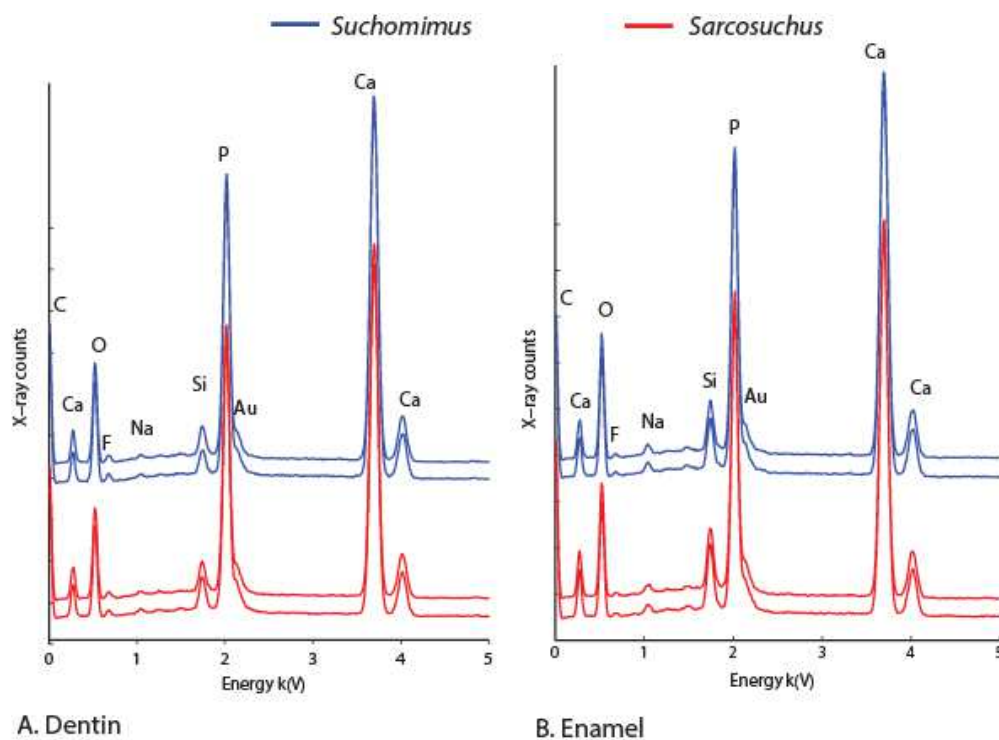 Suchomimus Sarcosuchus
Ca
P
C
O
Si
Au
Ca
Ca
F
Na
X-ray counts
0 1 2 3 4 5
Energy k(V)
A. Dentin
Ca
P
C
O
Si
Au
Ca
Ca
F
Na
X-ray counts
0 1 2 3 4 5
Energy k(V)
B. Enamel